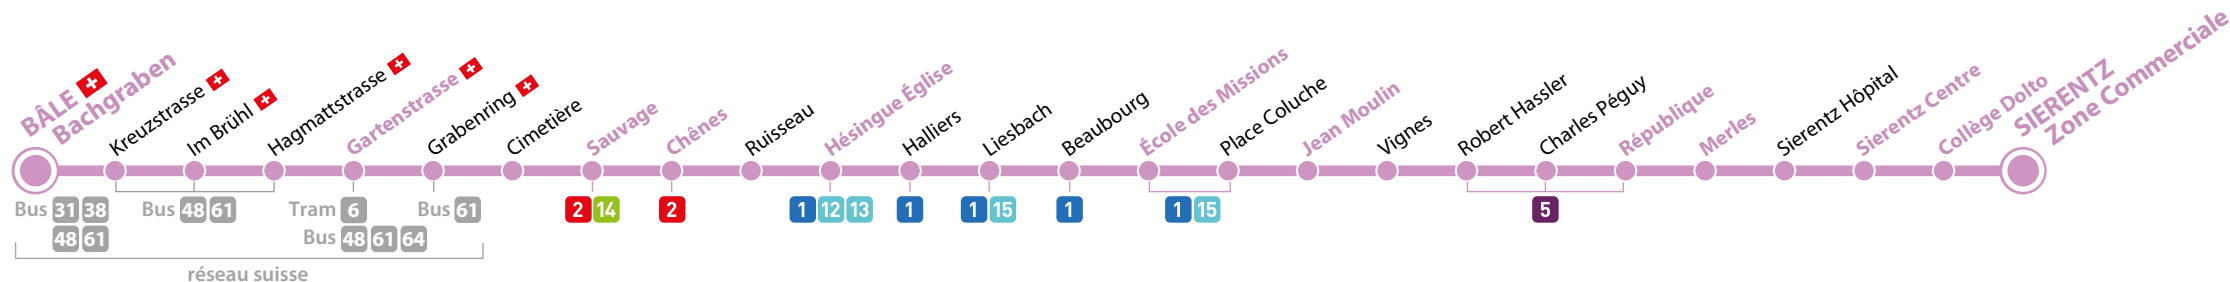 BÂLE
Bachgraben
Kreuzstrasse
Im Brühl
Hagmattstrasse
Gartenstrasse
Grabenring
Cimetière
Sauvage
Chênes
Ruisseau
Hésingue Église
Halliers
Liesbach
Beaubourg
École des Missions
Place Coluche
Jean Moulin
Vignes
Robert Hassler
Charles Péguy
République
Merles
Sierentz Hôpital
Sierentz Centre
Collège Dolto
SIERENTZ
Zone Commerciale
Bus 31 38
48 61
Bus 48 61
Tram 6
Bus 48 61 64
Bus 61
2 14
2
1 12 13
1
1 15
1
1 15
5
réseau suisse